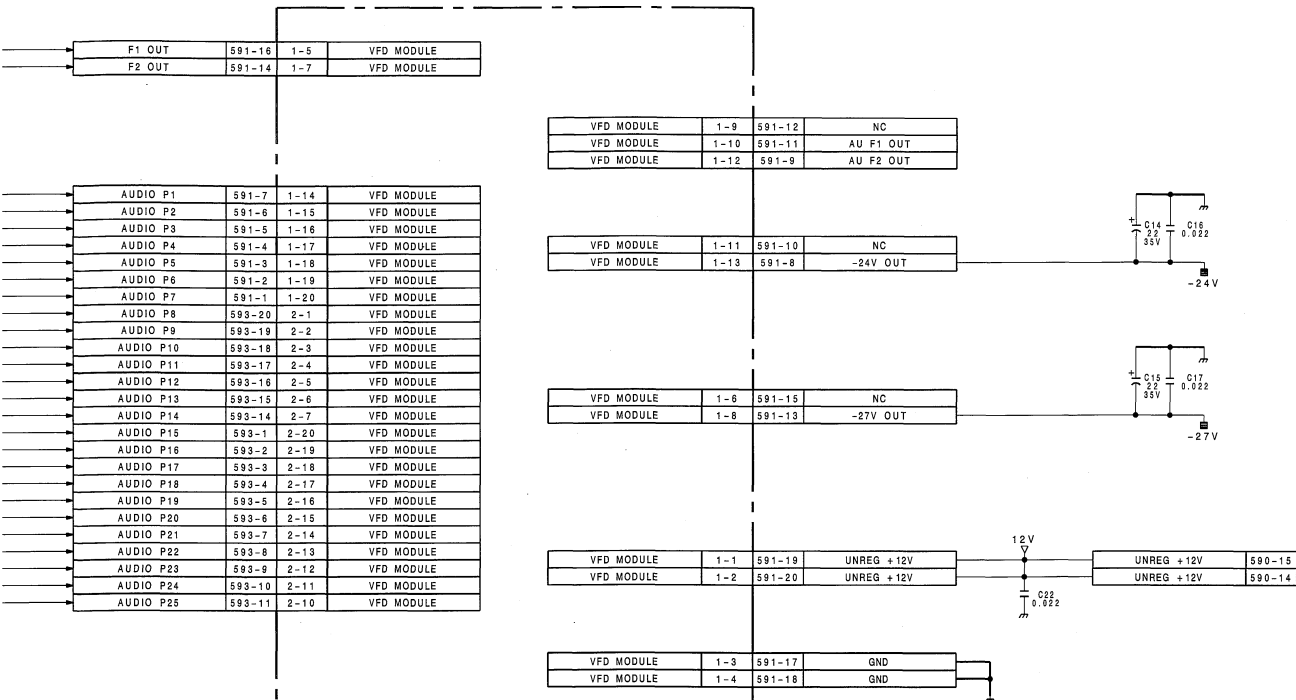 F1 OUT 591-16 1-5 VFD MODULE
F2 OUT 591-14 1-7 VFD MODULE
VFD MODULE 1-9 591-12 NC
VFD MODULE 1-10 591-11 AU F1 OUT
VFD MODULE 1-12 591-9 AU F2 OUT
AUDIO P1 591-7 1-14 VFD MODULE
AUDIO P2 591-6 1-15 VFD MODULE
AUDIO P3 591-5 1-16 VFD MODULE
AUDIO P4 591-4 1-17 VFD MODULE
AUDIO P5 591-3 1-18 VFD MODULE
AUDIO P6 591-2 1-19 VFD MODULE
AUDIO P7 591-1 1-20 VFD MODULE
AUDIO P8 593-20 2-1 VFD MODULE
AUDIO P9 593-19 2-2 VFD MODULE
AUDIO P10 593-18 2-3 VFD MODULE
AUDIO P11 593-17 2-4 VFD MODULE
AUDIO P12 593-16 2-5 VFD MODULE
AUDIO P13 593-15 2-6 VFD MODULE
AUDIO P14 593-14 2-7 VFD MODULE
AUDIO P15 593-1 2-20 VFD MODULE
AUDIO P16 593-2 2-19 VFD MODULE
AUDIO P17 593-3 2-18 VFD MODULE
AUDIO P18 593-4 2-17 VFD MODULE
AUDIO P19 593-5 2-16 VFD MODULE
AUDIO P20 593-6 2-15 VFD MODULE
AUDIO P21 593-7 2-14 VFD MODULE
AUDIO P22 593-8 2-13 VFD MODULE
AUDIO P23 593-9 2-12 VFD MODULE
AUDIO P24 593-10 2-11 VFD MODULE
AUDIO P25 593-11 2-10 VFD MODULE
VFD MODULE 1-11 591-10 NC
VFD MODULE 1-13 591-8 -24V OUT
+
C14
22
35V
C16
0.022
-24V
VFD MODULE 1-6 591-15 NC
VFD MODULE 1-8 591-13 -27V OUT
+
C15
22
35V
C17
0.022
-27V
12V
VFD MODULE 1-1 591-19 UNREG +12V
VFD MODULE 1-2 591-20 UNREG +12V
UNREG +12V 590-15
UNREG +12V 590-14
C22
0.022
VFD MODULE 1-3 591-17 GND
VFD MODULE 1-4 591-18 GND